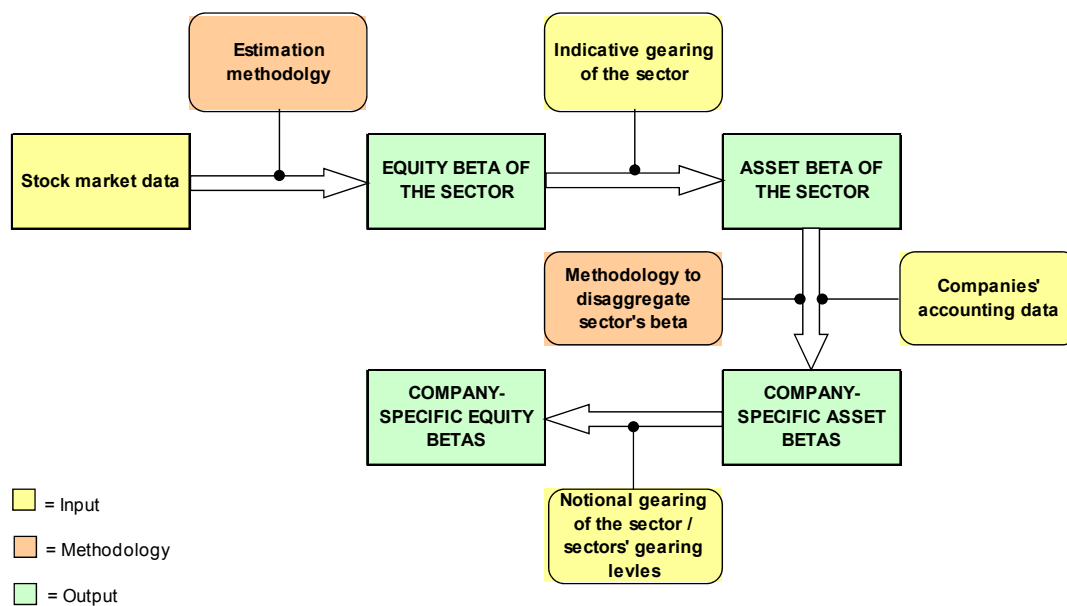 Estimation
methodolgy
Indicative gearing
of the sector
Stock market data
EQUITY BETA OF
THE SECTOR
ASSET BETA OF
THE SECTOR
Methodology to
disaggregate
sector's beta
Companies'
accounting data
COMPANY-
SPECIFIC EQUITY
BETAS
COMPANY-
SPECIFIC ASSET
BETAS
Notional gearing
of the sector /
sectors' gearing
levles
= Input
= Methodology
= Output